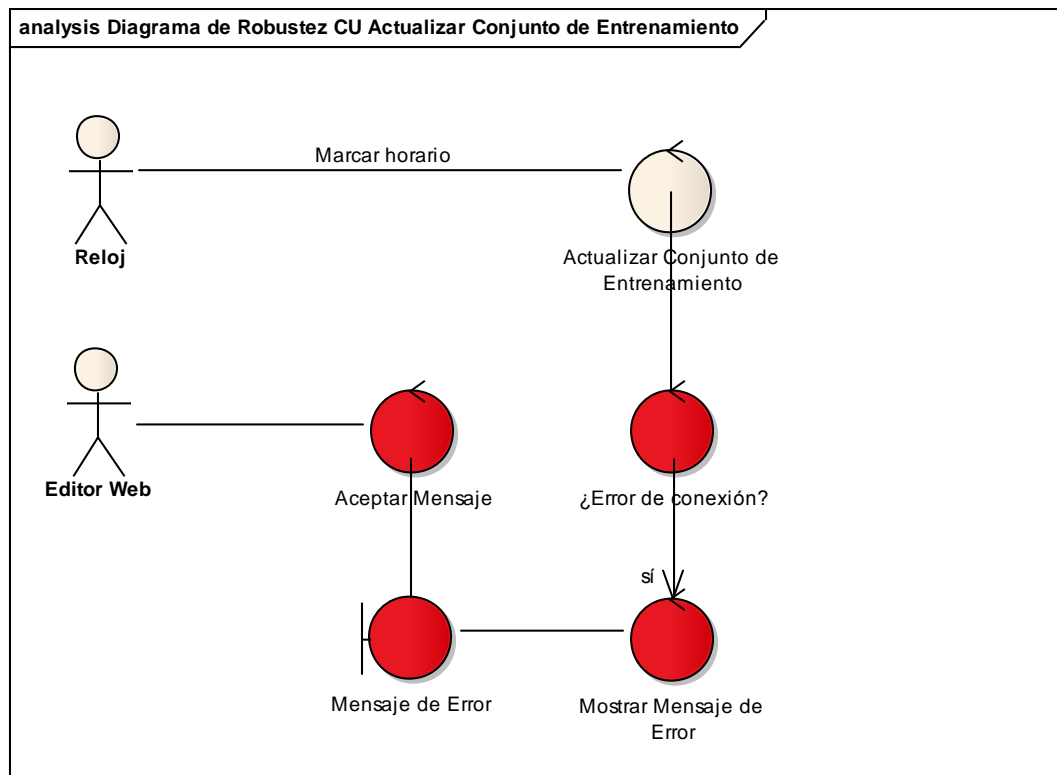 analysis Diagrama de Robustez CU Actualizar Conjunto de Entrenamiento
Marcar horario
Reloj
Actualizar Conjunto de
Entrenamiento
Editor Web
Aceptar Mensaje
¿Error de conexión?
sí
Mensaje de Error
Mostrar Mensaje de
Error